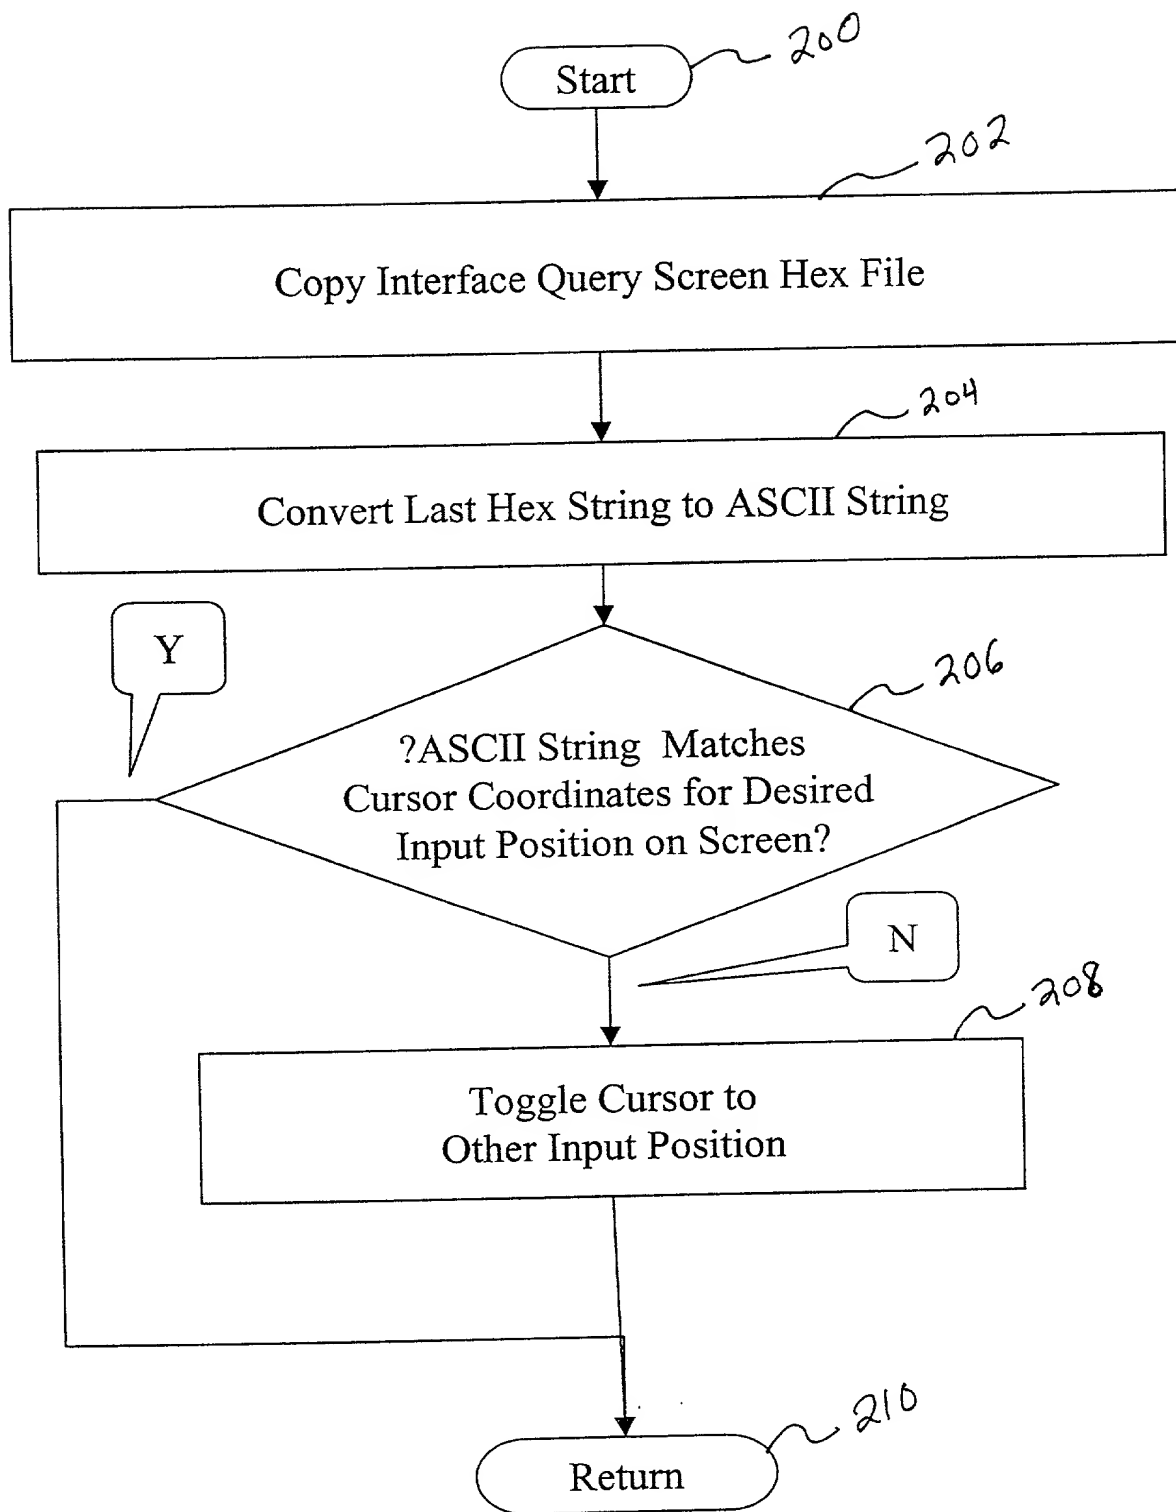 Start
200
202
Copy Interface Query Screen Hex File
204
Convert Last Hex String to ASCII String
Y
206
?ASCII String Matches
Cursor Coordinates for Desired
Input Position on Screen?
N
208
Toggle Cursor to
Other Input Position
210
Return